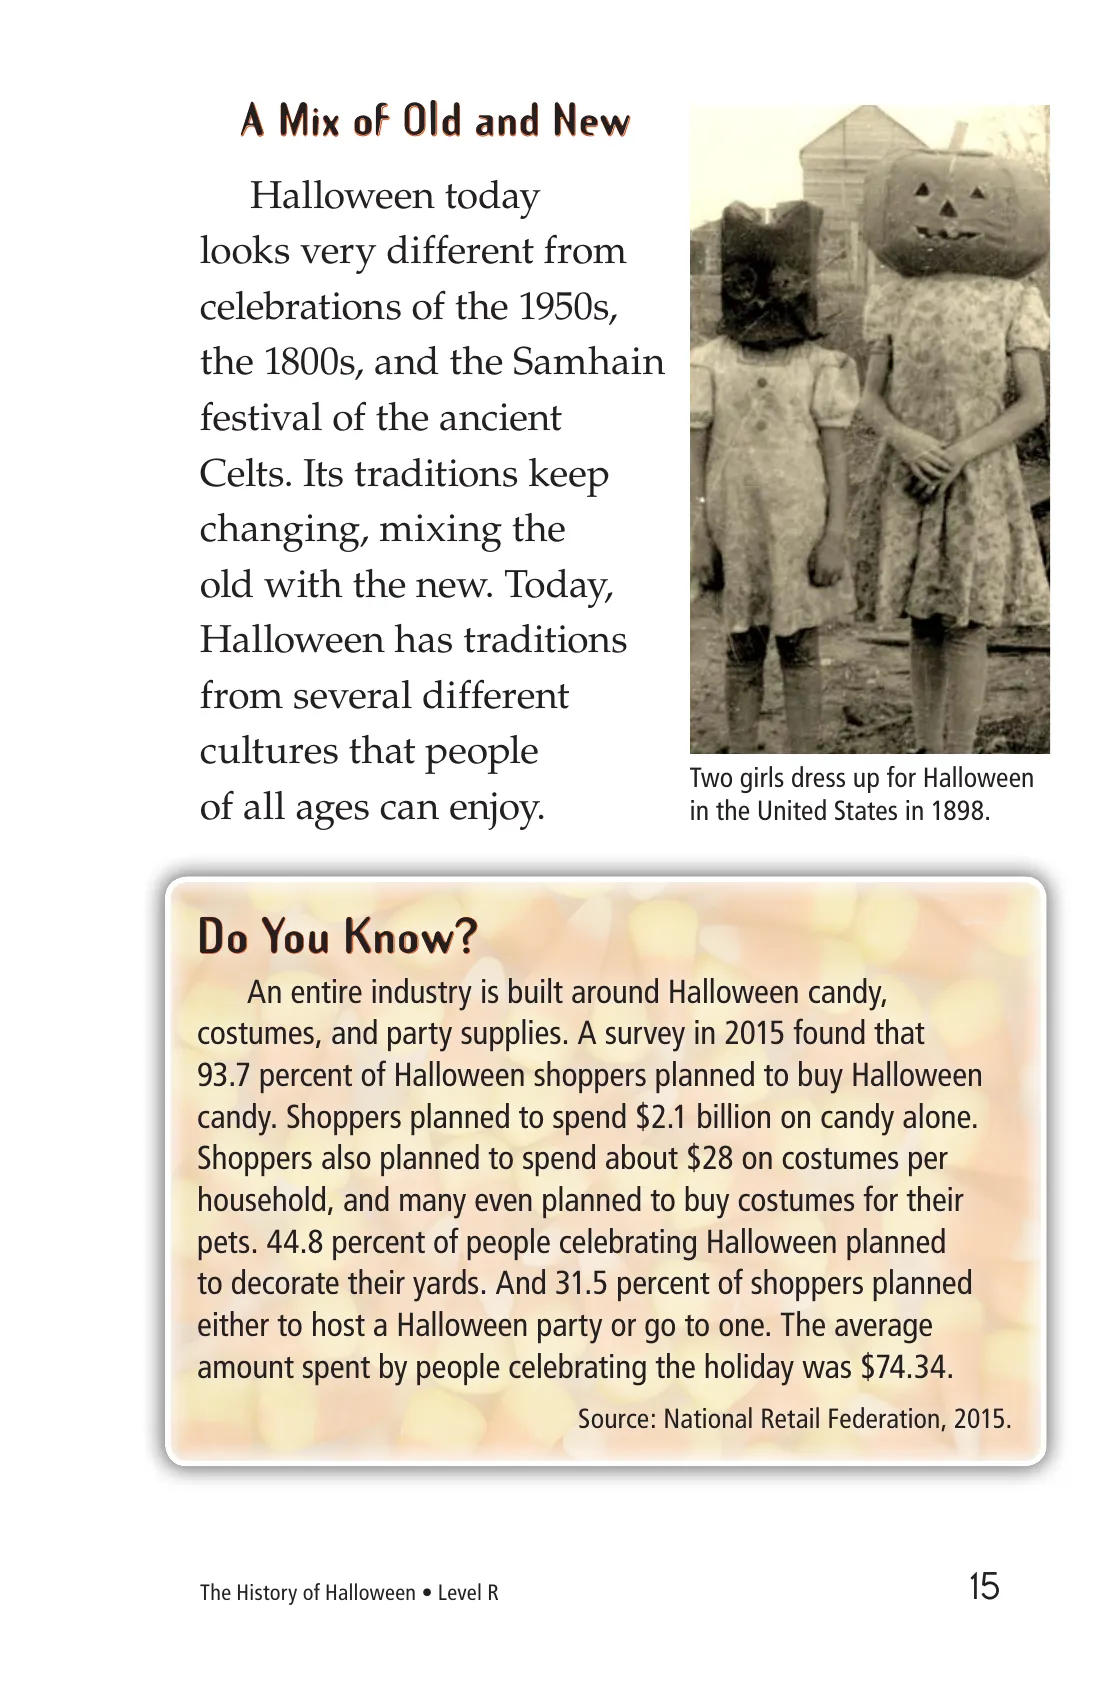 A Mix of Old and New
Halloween today
looks very different from
celebrations of the 1950s,
the 1800s, and the Samhain
festival of the ancient
Celts. Its traditions keep
changing, mixing the
old with the new. Today,
Halloween has traditions
from several different
cultures that people
of all ages can enjoy.
Two girls dress up for Halloween
in the United States in 1898.
Do You Know?
An entire industry is built around Halloween candy,
costumes, and party supplies. A survey in 2015 found that
93.7 percent of Halloween shoppers planned to buy Halloween
candy. Shoppers planned to spend $2.1 billion on candy alone.
Shoppers also planned to spend about $28 on costumes per
household, and many even planned to buy costumes for their
pets. 44.8 percent of people celebrating Halloween planned
to decorate their yards. And 31.5 percent of shoppers planned
either to host a Halloween party or go to one. The average
amount spent by people celebrating the holiday was $74.34.
Source: National Retail Federation, 2015.
The History of Halloween • Level R
15